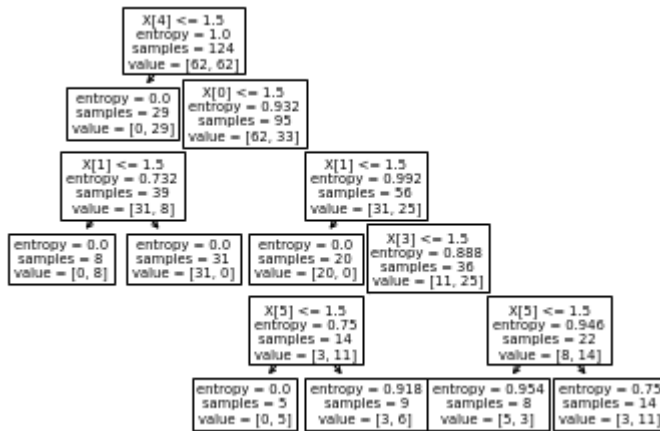 X[4] <= 1.5
entropy = 1.0
samples = 124
value = [62, 62]
entropy = 0.0
samples = 29
value = [0, 29]
X[0] <= 1.5
entropy = 0.932
samples = 95
value = [62, 33]
X[1] <= 1.5
entropy = 0.732
samples = 39
value = [31, 8]
X[1] <= 1.5
entropy = 0.992
samples = 56
value = [31, 25]
entropy = 0.0
samples = 8
value = [0, 8]
entropy = 0.0
samples = 31
value = [31, 0]
entropy = 0.0
samples = 20
value = [20, 0]
X[3] <= 1.5
entropy = 0.888
samples = 36
value = [11, 25]
X[5] <= 1.5
entropy = 0.75
samples = 14
value = [3, 11]
X[5] <= 1.5
entropy = 0.946
samples = 22
value = [8, 14]
entropy = 0.0
samples = 5
value = [0, 5]
entropy = 0.918
samples = 9
value = [3, 6]
entropy = 0.954
samples = 8
value = [5, 3]
entropy = 0.75
samples = 14
value = [3, 11]